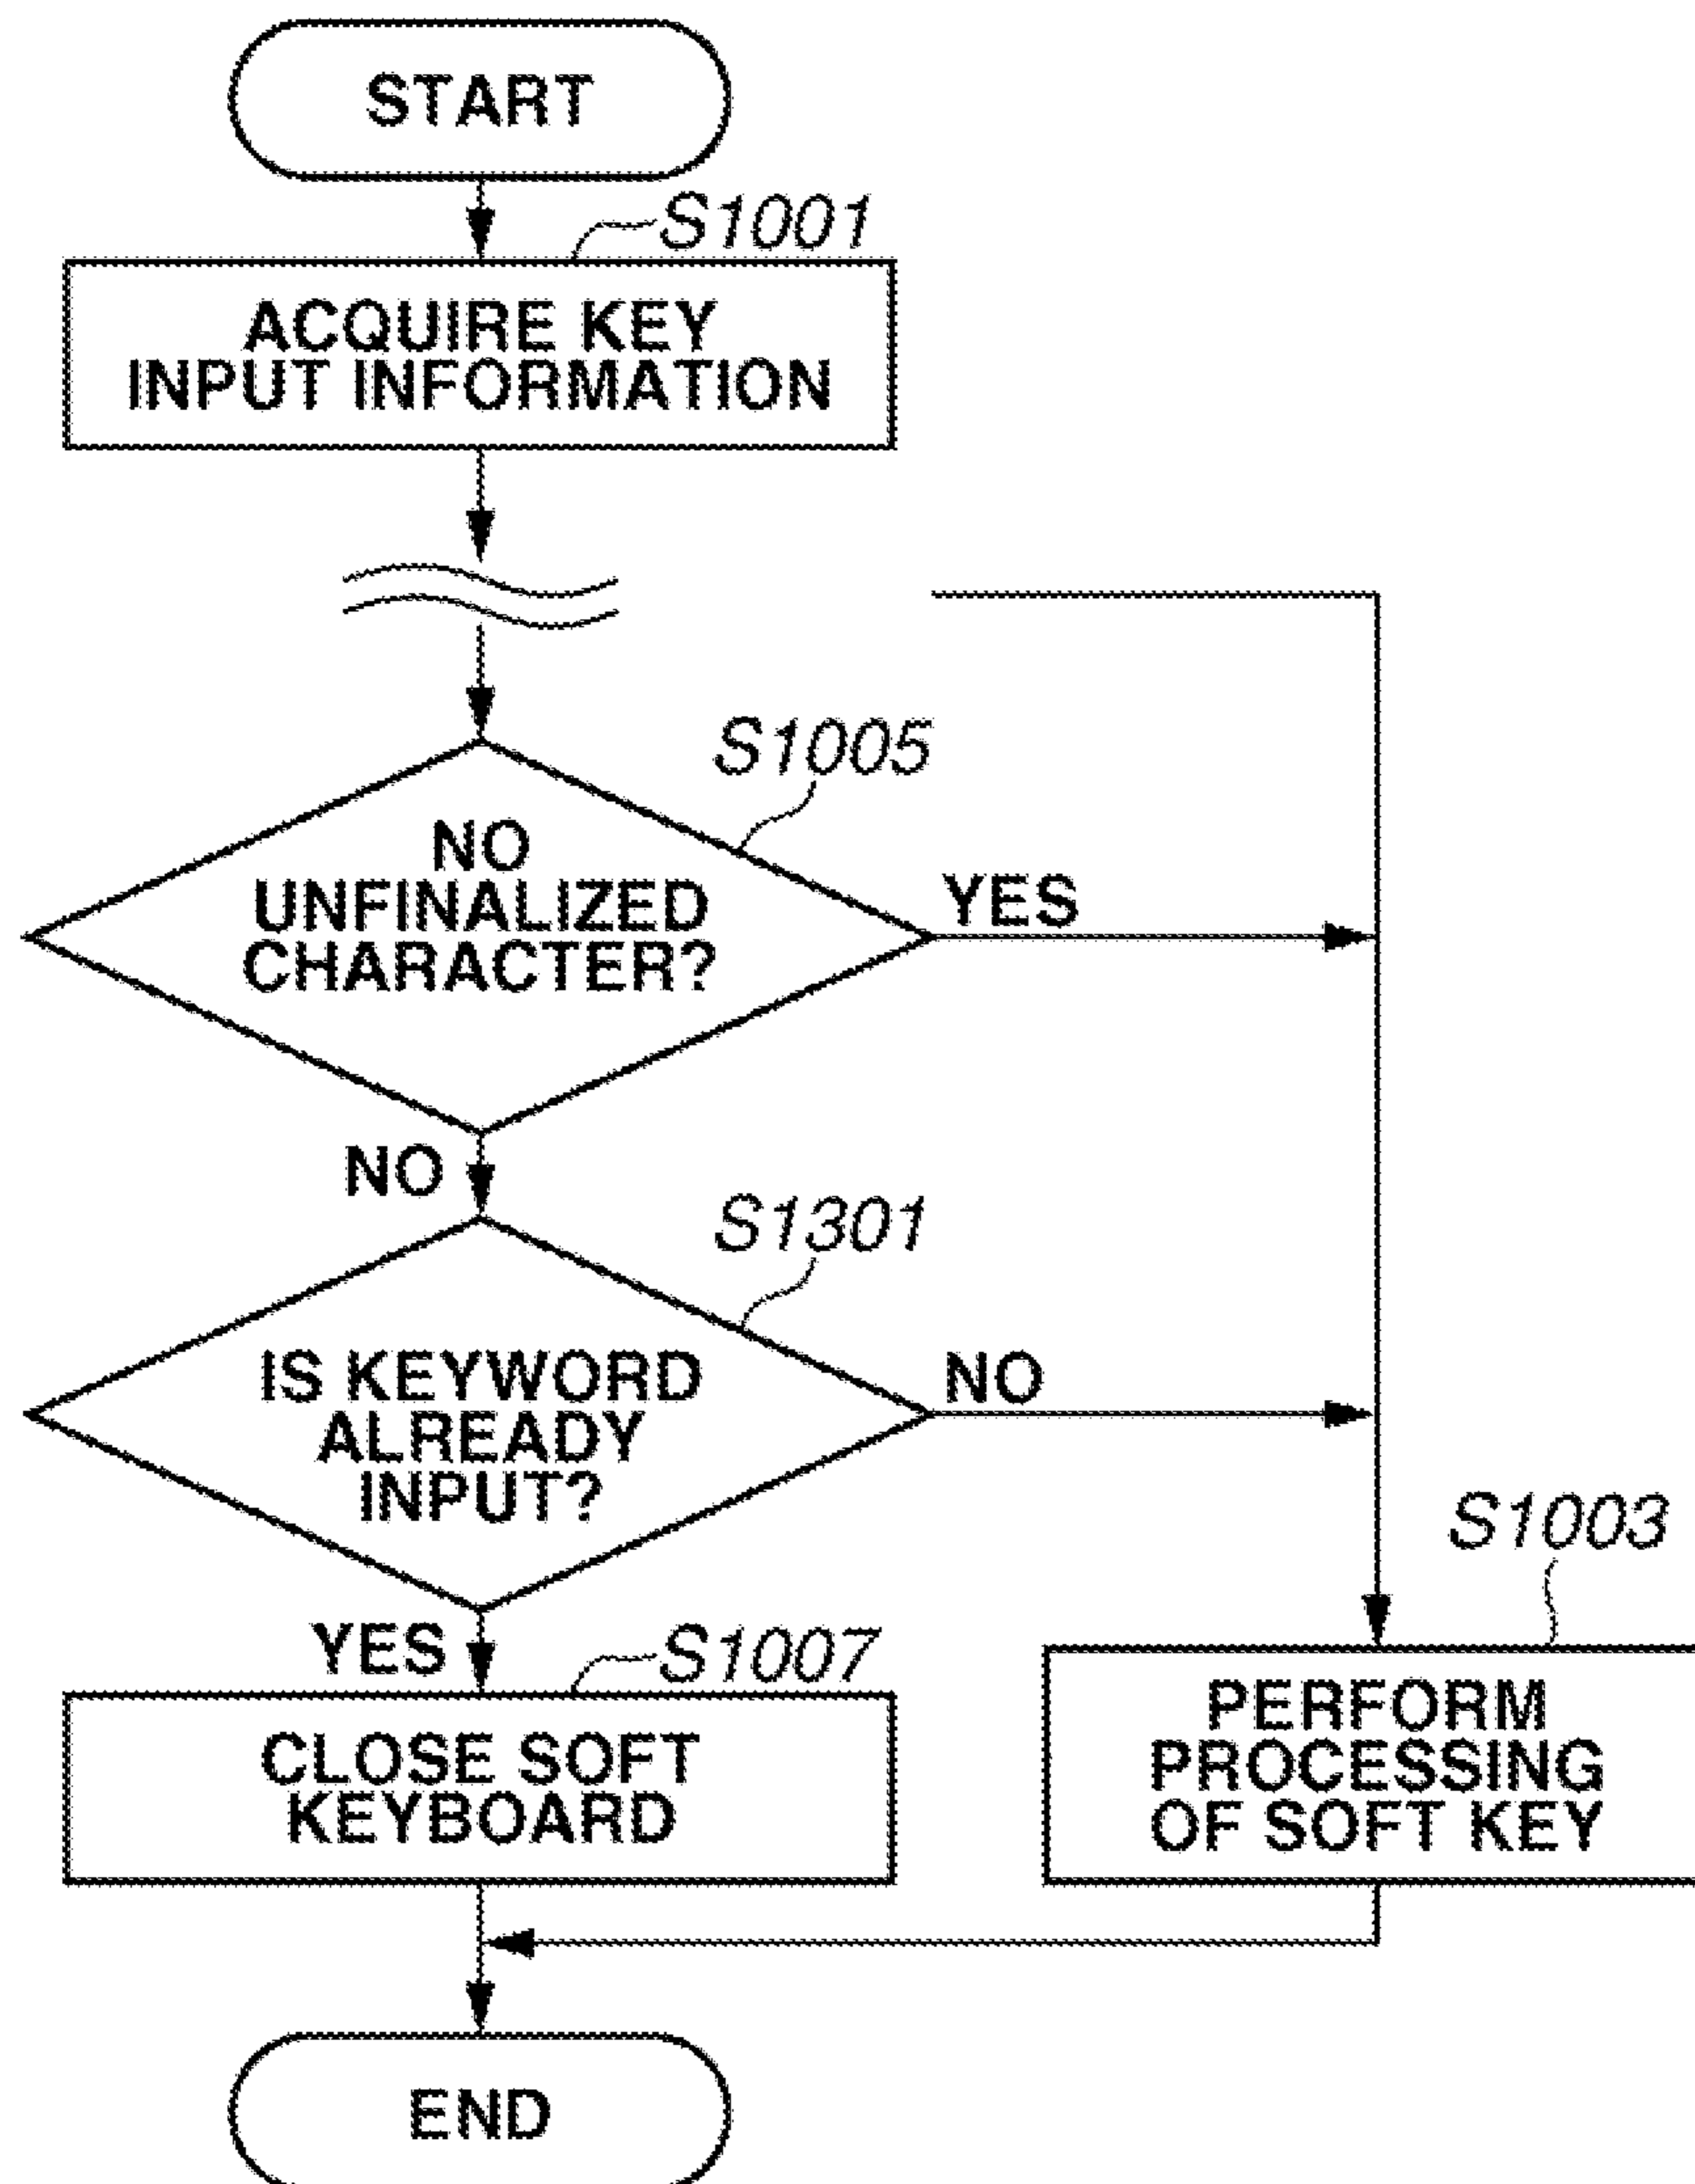 START
S1001
ACQUIRE KEY
INPUT INFORMATION
S1005
NO
UNFINALIZED
CHARACTER?
YES
NO
S1301
IS KEYWORD
ALREADY
INPUT?
NO
S1003
YES
S1007
CLOSE SOFT
KEYBOARD
PERFORM
PROCESSING
OF SOFT KEY
END